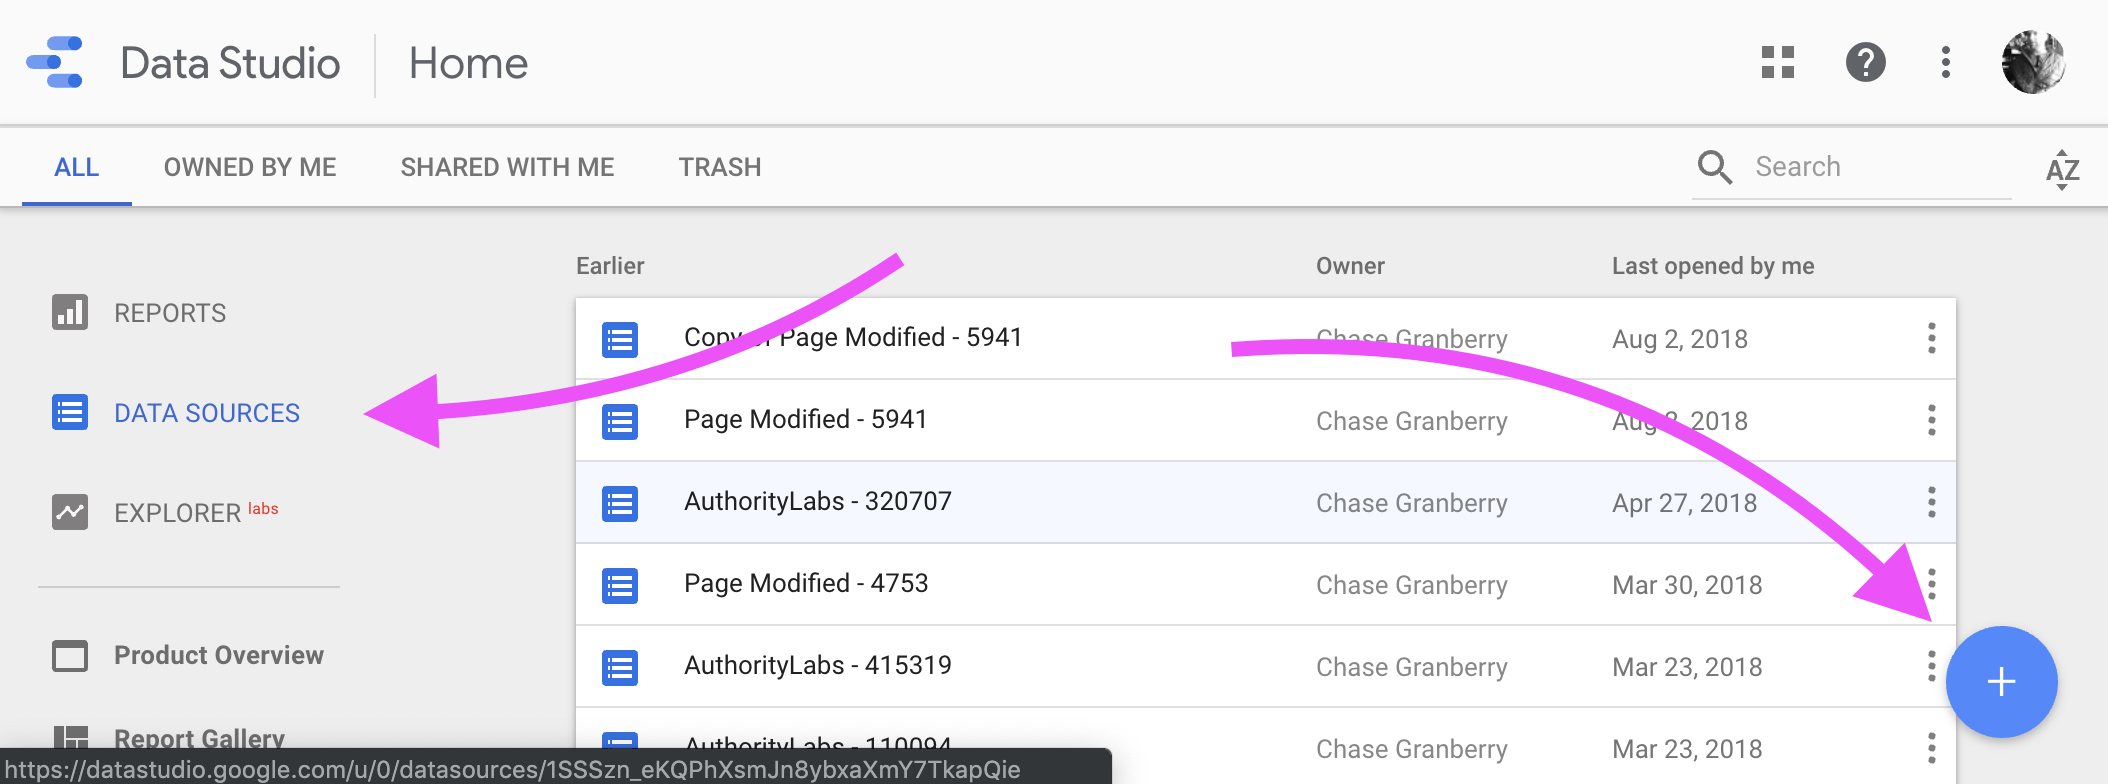 Data Studio
Home
ALL
OWNED BY ME
SHARED WITH ME
TRASH
Search
AZ
REPORTS
DATA SOURCES
EXPLORER labs
Product Overview
Report Gallery
Earlier Owner Last opened by me
Copy of Page Modified - 5941 Chase Granberry Aug 2, 2018
Page Modified - 5941 Chase Granberry Aug 2, 2018
AuthorityLabs - 320707 Chase Granberry Apr 27, 2018
Page Modified - 4753 Chase Granberry Mar 30, 2018
AuthorityLabs - 415319 Chase Granberry Mar 23, 2018
AuthorityLabs - 110094 Chase Granberry Mar 23, 2018
https://datastudio.google.com/u/0/datasources/1SSSzn_eKQPhXsmJn8ybxaXmY7TkapQie